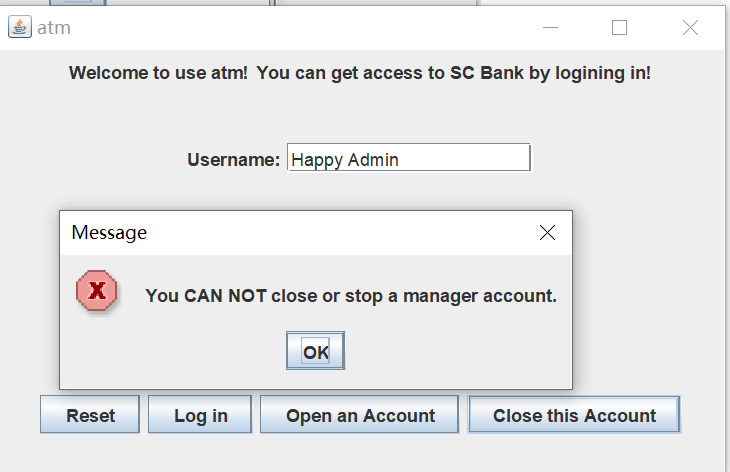 atm
Welcome to use atm! You can get access to SC Bank by logining in!
Username: Happy Admin
Message
X
You CAN NOT close or stop a manager account.
OK
Reset Log in Open an Account Close this Account